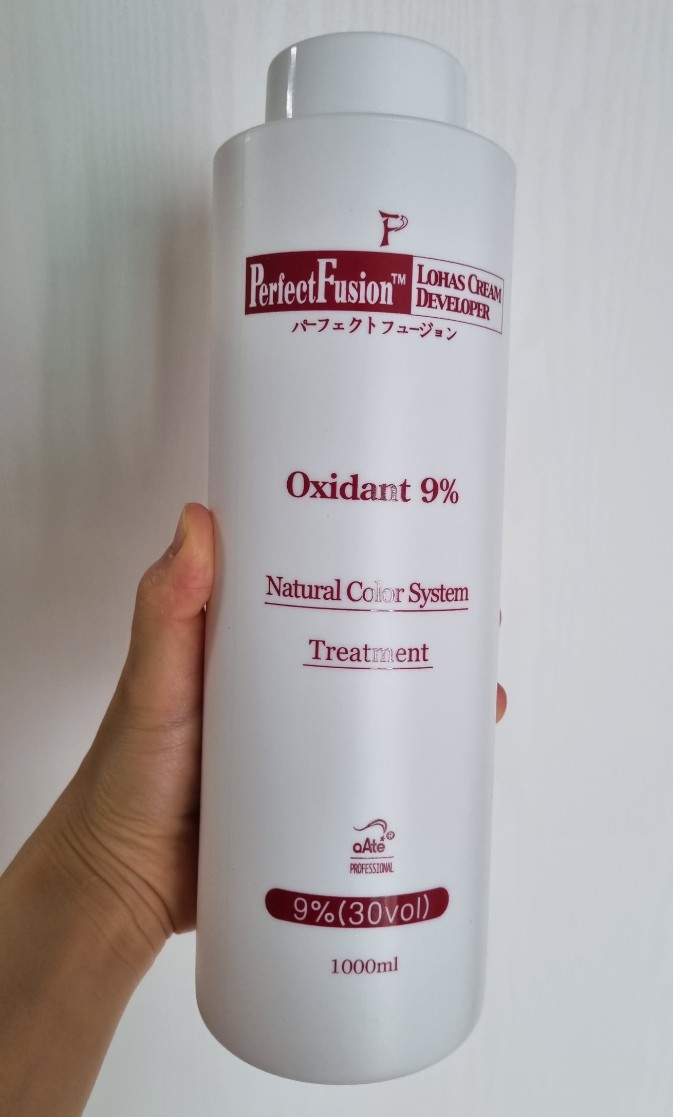 PerfectFusion™
LOHAS CREAM
DEVELOPER
パーフェクトフュージョン
Oxidant 9%
Natural Color System
Treatment
aAtē®
PROFESSIONAL
9%(30vol)
1000ml